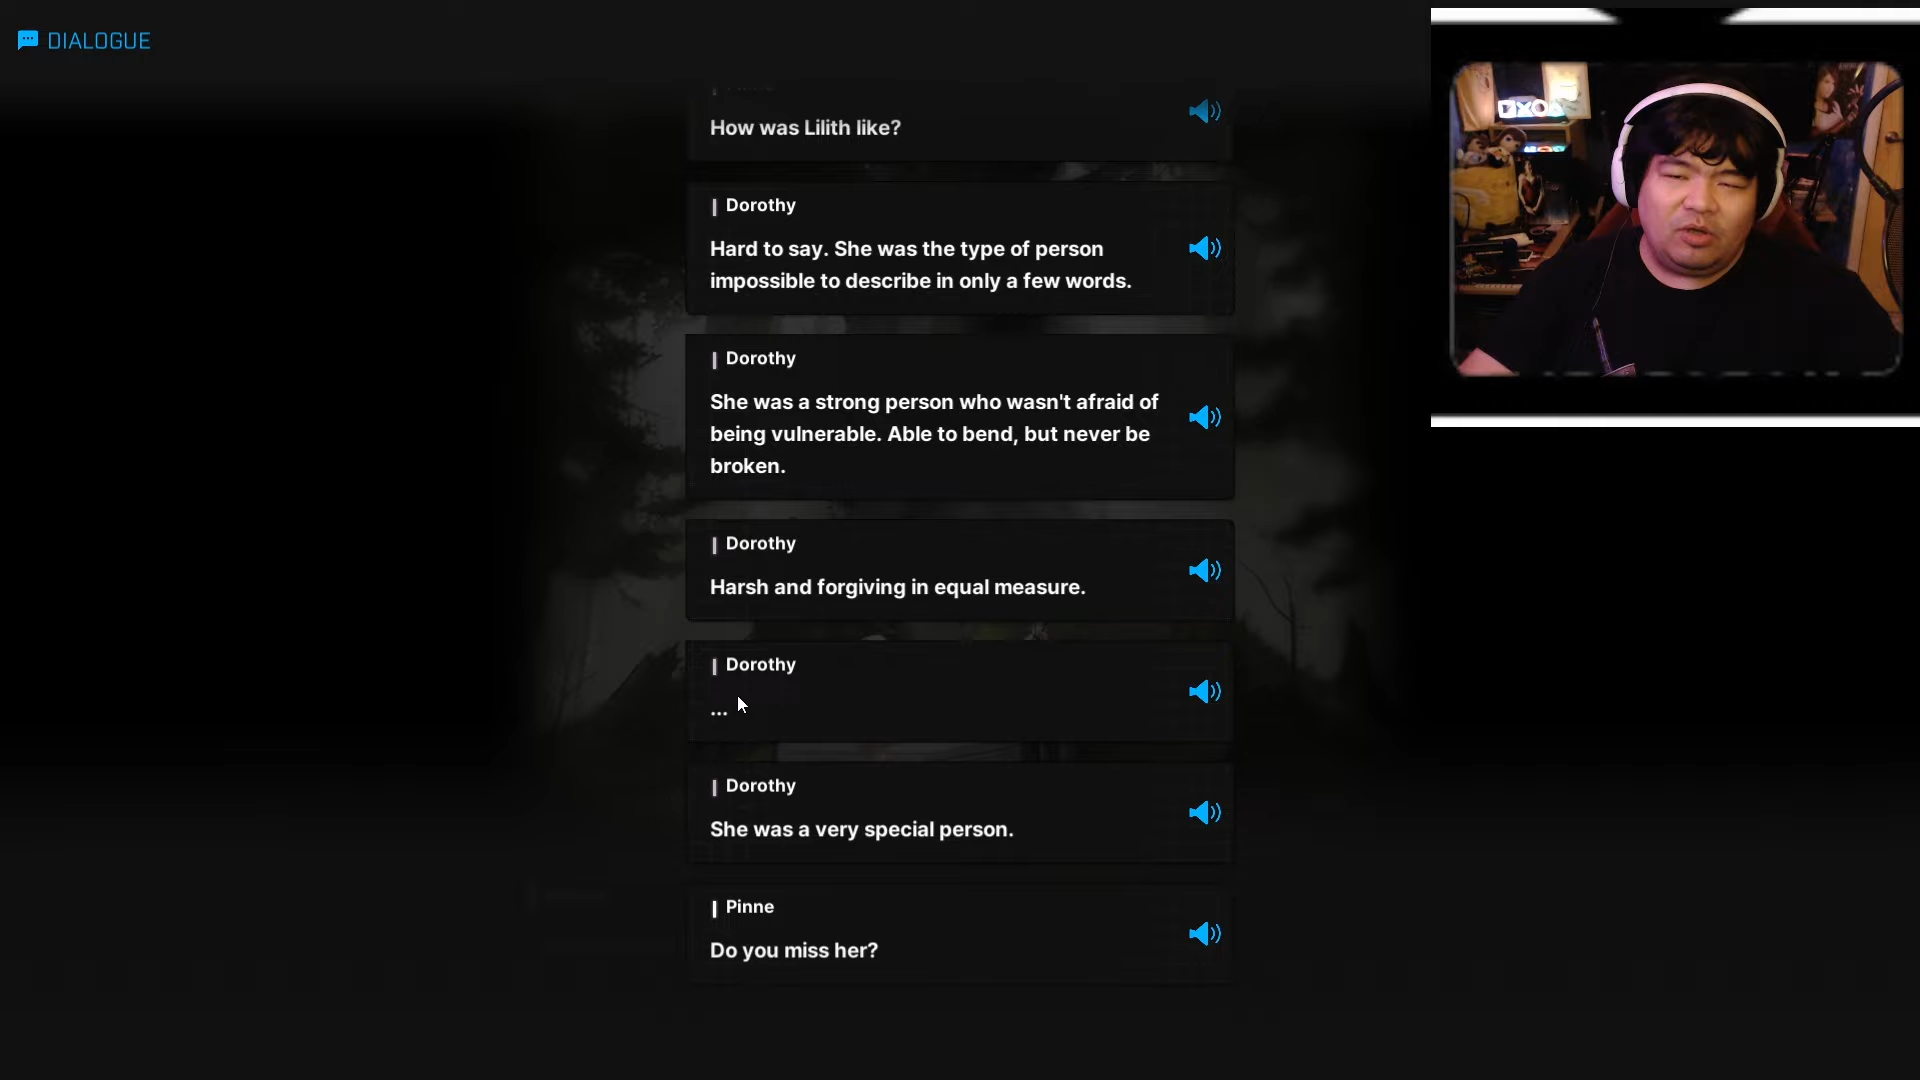 DIALOGUE
How was Lilith like?
Dorothy
Hard to say. She was the type of person
impossible to describe in only a few words.
Dorothy
She was a strong person who wasn't afraid of
being vulnerable. Able to bend, but never be
broken.
Dorothy
Harsh and forgiving in equal measure.
Dorothy
...
Dorothy
She was a very special person.
Pinne
Do you miss her?